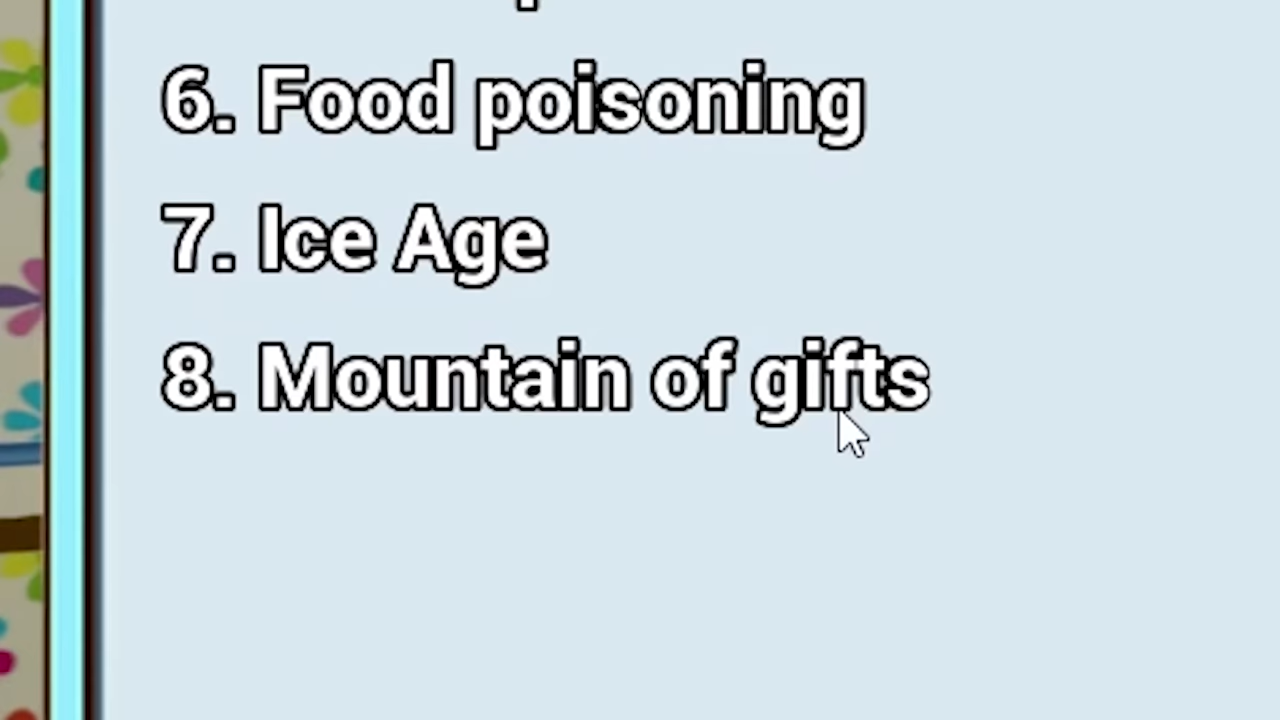 6. Food poisoning
7. Ice Age
8. Mountain of gifts